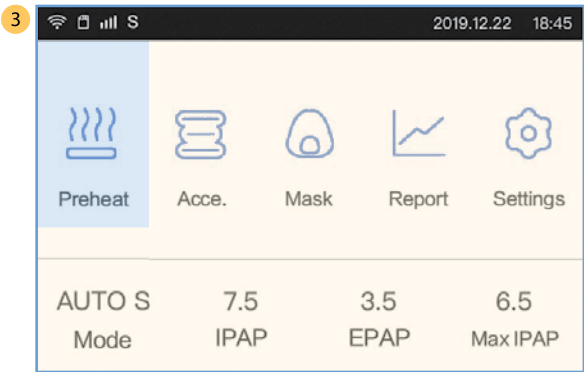 3
S 2019.12.22 18:45
Preheat Acce. Mask Report Settings
AUTO S 7.5 3.5 6.5
Mode IPAP EPAP Max IPAP